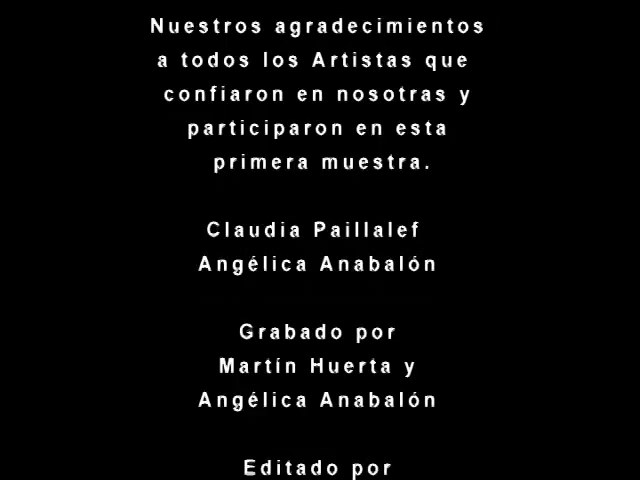 Nuestros agradecimientos
a todos los Artistas que
confiaron en nosotras y
participaron en esta
primera muestra.
Claudia Paillalef
Angélica Anabalón
Grabado por
Martín Huerta y
Angélica Anabalón
Editado por